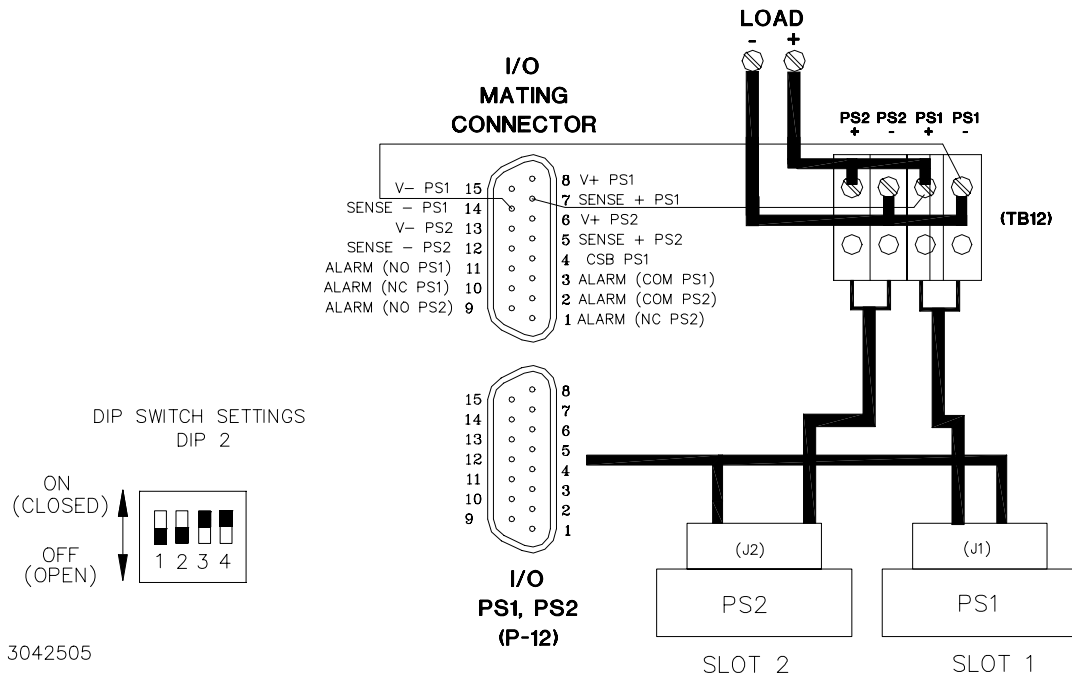 LOAD
- +
I/O
MATING
CONNECTOR
PS2 PS2 PS1 PS1
+ - + -
(TB12)
V- PS1 15
SENSE - PS1 14
V- PS2 13
SENSE - PS2 12
ALARM (NO PS1) 11
ALARM (NC PS1) 10
ALARM (NO PS2) 9
8 V+ PS1
7 SENSE + PS1
6 V+ PS2
5 SENSE + PS2
4 CSB PS1
3 ALARM (COM PS1)
2 ALARM (COM PS2)
1 ALARM (NC PS2)
15
14
13
12
11
10
9
8
7
6
5
4
3
2
1
I/O
PS1, PS2
(P-12)
DIP SWITCH SETTINGS
DIP 2
ON
(CLOSED)
OFF
(OPEN)
1 2 3 4
(J2)
PS2
SLOT 2
(J1)
PS1
SLOT 1
3042505